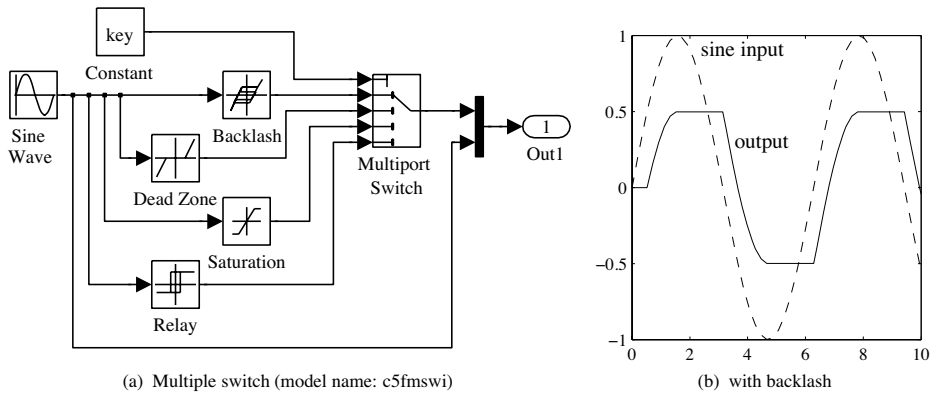 key
Constant
Sine
Wave
Backlash
Dead Zone
Saturation
Relay
Multiport
Switch
1
Out1
(a) Multiple switch (model name: c5fmswi)
1
0.5
0
−0.5
−1
0
2
4
6
8
10
sine input
output
(b) with backlash